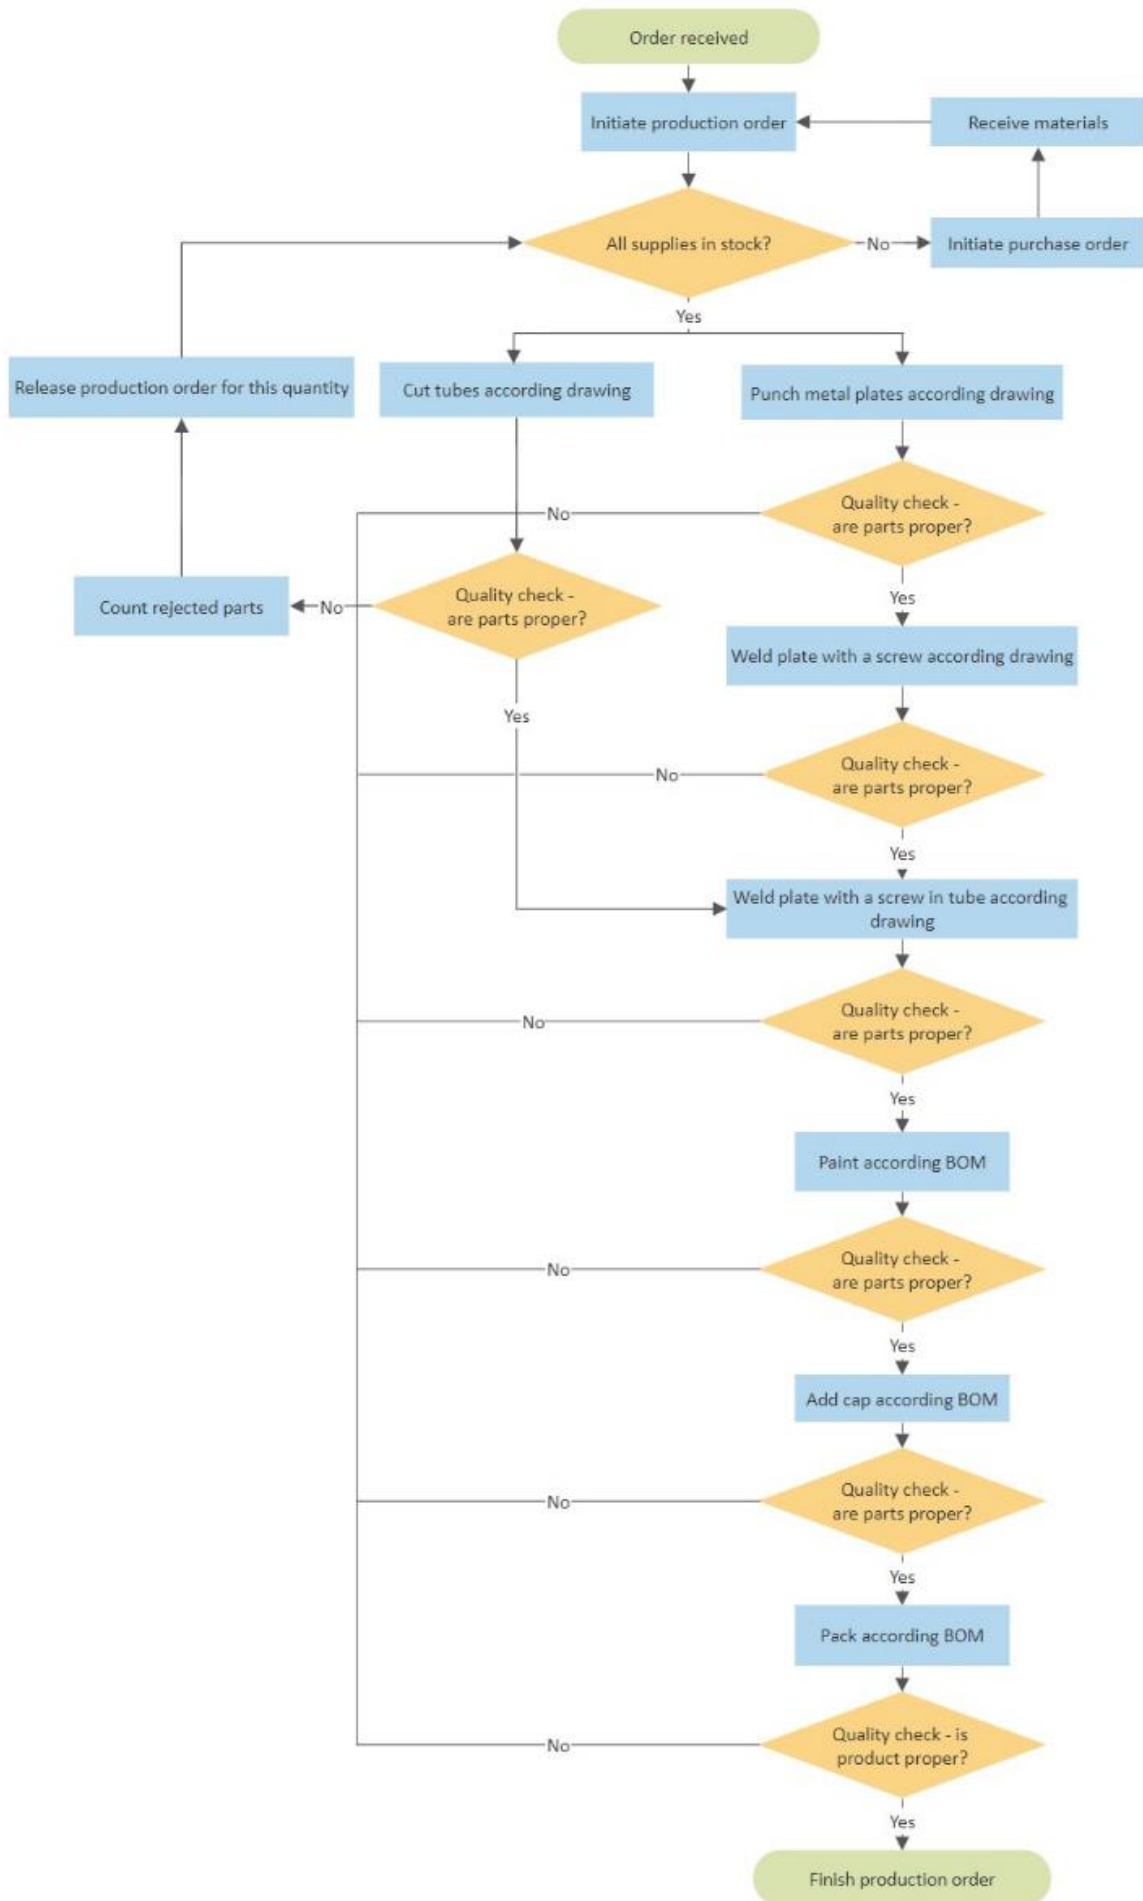 Order received
Initiate production order
Receive materials
All supplies in stock?
No
Initiate purchase order
Yes
Release production order for this quantity
Cut tubes according drawing
Punch metal plates according drawing
Quality check -
are parts proper?
No
Quality check -
are parts proper?
No
Count rejected parts
Yes
Weld plate with a screw according drawing
Yes
Quality check -
are parts proper?
No
Yes
Weld plate with a screw in tube according
drawing
Quality check -
are parts proper?
No
Yes
Paint according BOM
Quality check -
are parts proper?
No
Yes
Add cap according BOM
Quality check -
are parts proper?
No
Yes
Pack according BOM
Quality check - is
product proper?
No
Yes
Finish production order